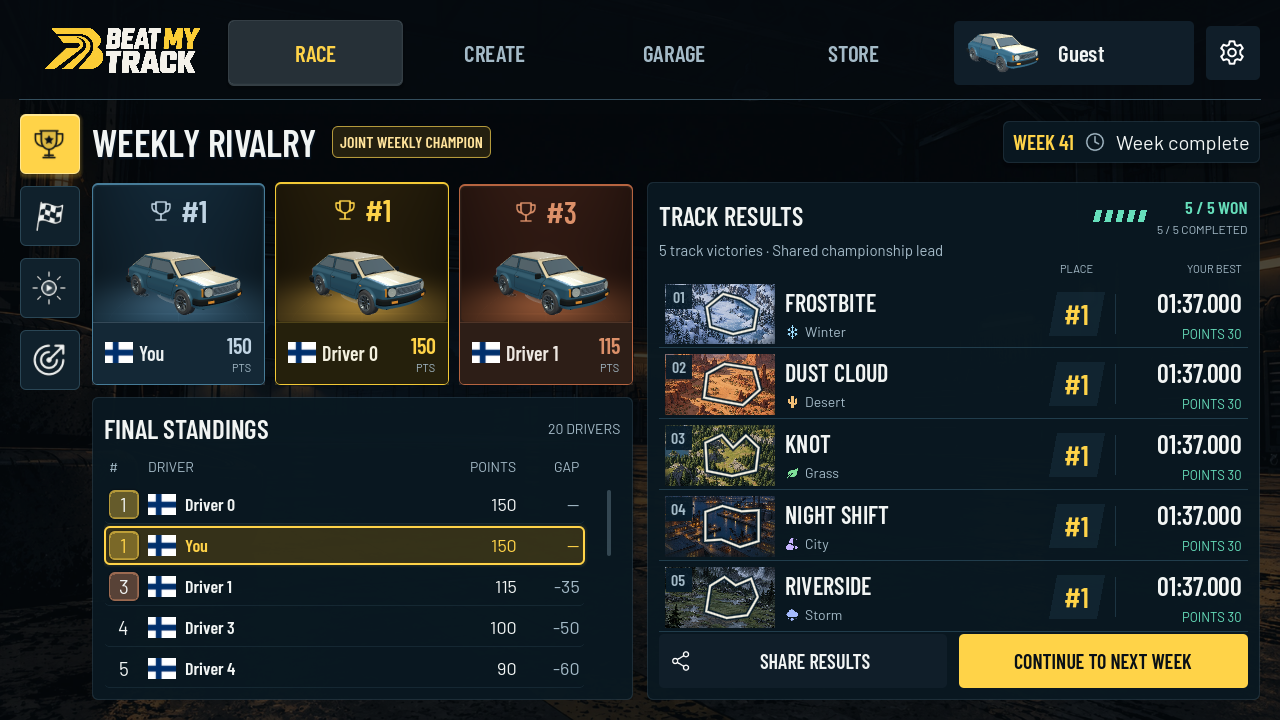 BEAT MY TRACK
RACE
CREATE
GARAGE
STORE
Guest
WEEKLY RIVALRY
JOINT WEEKLY CHAMPION
WEEK 41 Week complete
#1
You
150
PTS
#1
Driver 0
150
PTS
#3
Driver 1
115
PTS
FINAL STANDINGS
20 DRIVERS
# DRIVER POINTS GAP
1 Driver 0 150 —
1 You 150 —
3 Driver 1 115 -35
4 Driver 3 100 -50
5 Driver 4 90 -60
TRACK RESULTS
5 / 5 WON
5 / 5 COMPLETED
5 track victories · Shared championship lead
PLACE YOUR BEST
01 FROSTBITE #1 01:37.000
Winter POINTS 30
02 DUST CLOUD #1 01:37.000
Desert POINTS 30
03 KNOT #1 01:37.000
Grass POINTS 30
04 NIGHT SHIFT #1 01:37.000
City POINTS 30
05 RIVERSIDE #1 01:37.000
Storm POINTS 30
SHARE RESULTS
CONTINUE TO NEXT WEEK